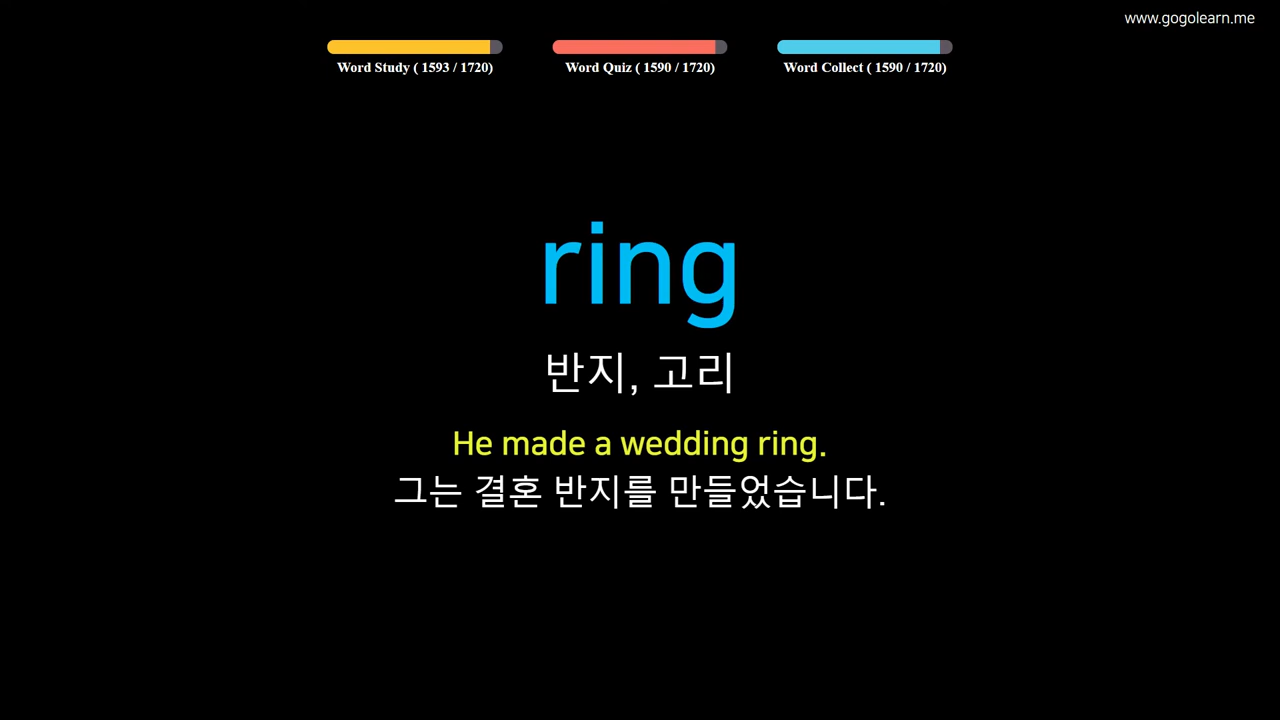 www.gogolearn.me
Word Study ( 1593 / 1720) Word Quiz ( 1590 / 1720) Word Collect ( 1590 / 1720)
ring
반지, 고리
He made a wedding ring.
그는 결혼 반지를 만들었습니다.